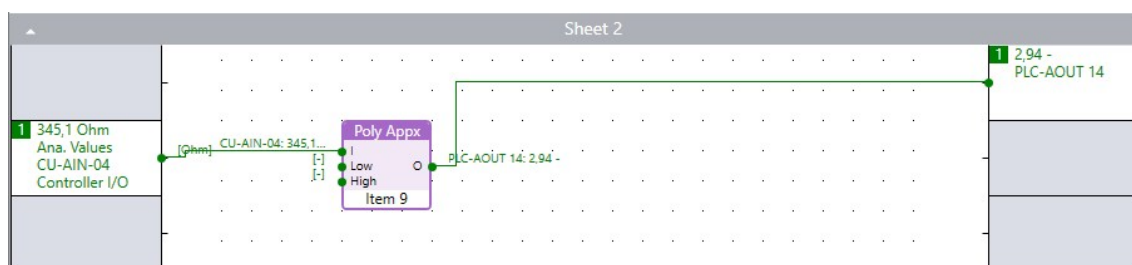 Sheet 2
1 2,94 -
PLC-AOUT 14
1 345,1 Ohm
Ana. Values
CU-AIN-04
Controller I/O
[Ohm] CU-AIN-04: 345,1...
[-]
[-]
Poly Appx
I
Low O
High
Item 9
PLC-AOUT 14: 2,94 -